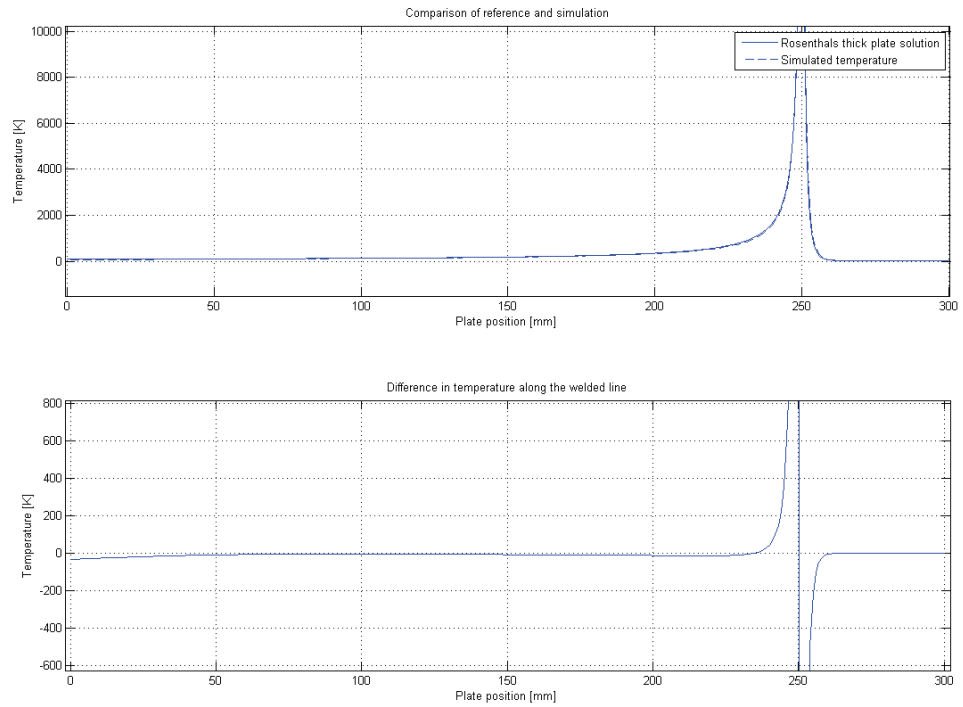 Comparison of reference and simulation
10000
8000
6000
4000
2000
0
Temperature [K]
Rosenthals thick plate solution
Simulated temperature
0 50 100 150 200 250 300
Plate position [mm]
Difference in temperature along the welded line
800
600
400
200
0
-200
-400
-600
Temperature [K]
0 50 100 150 200 250 300
Plate position [mm]